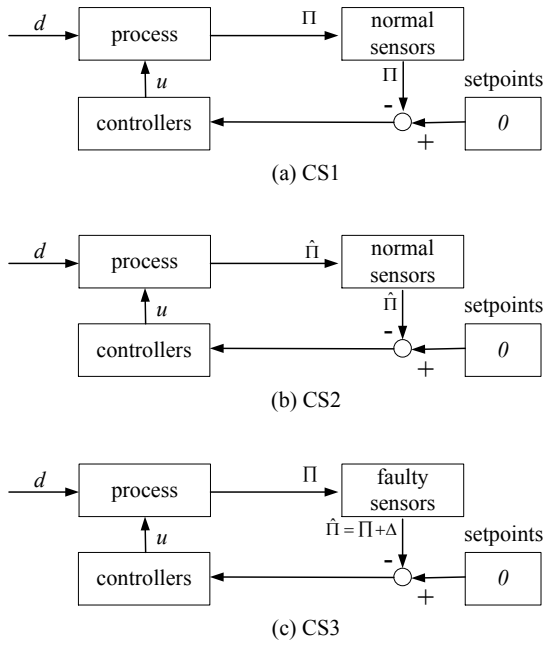 d
process
Π
normal
sensors
Π
u
-
setpoints
controllers
0
+
(a) CS1
d
process
Π̂
normal
sensors
Π̂
u
-
setpoints
controllers
0
+
(b) CS2
d
process
Π
faulty
sensors
Π̂ = Π+Δ
u
-
setpoints
controllers
0
+
(c) CS3